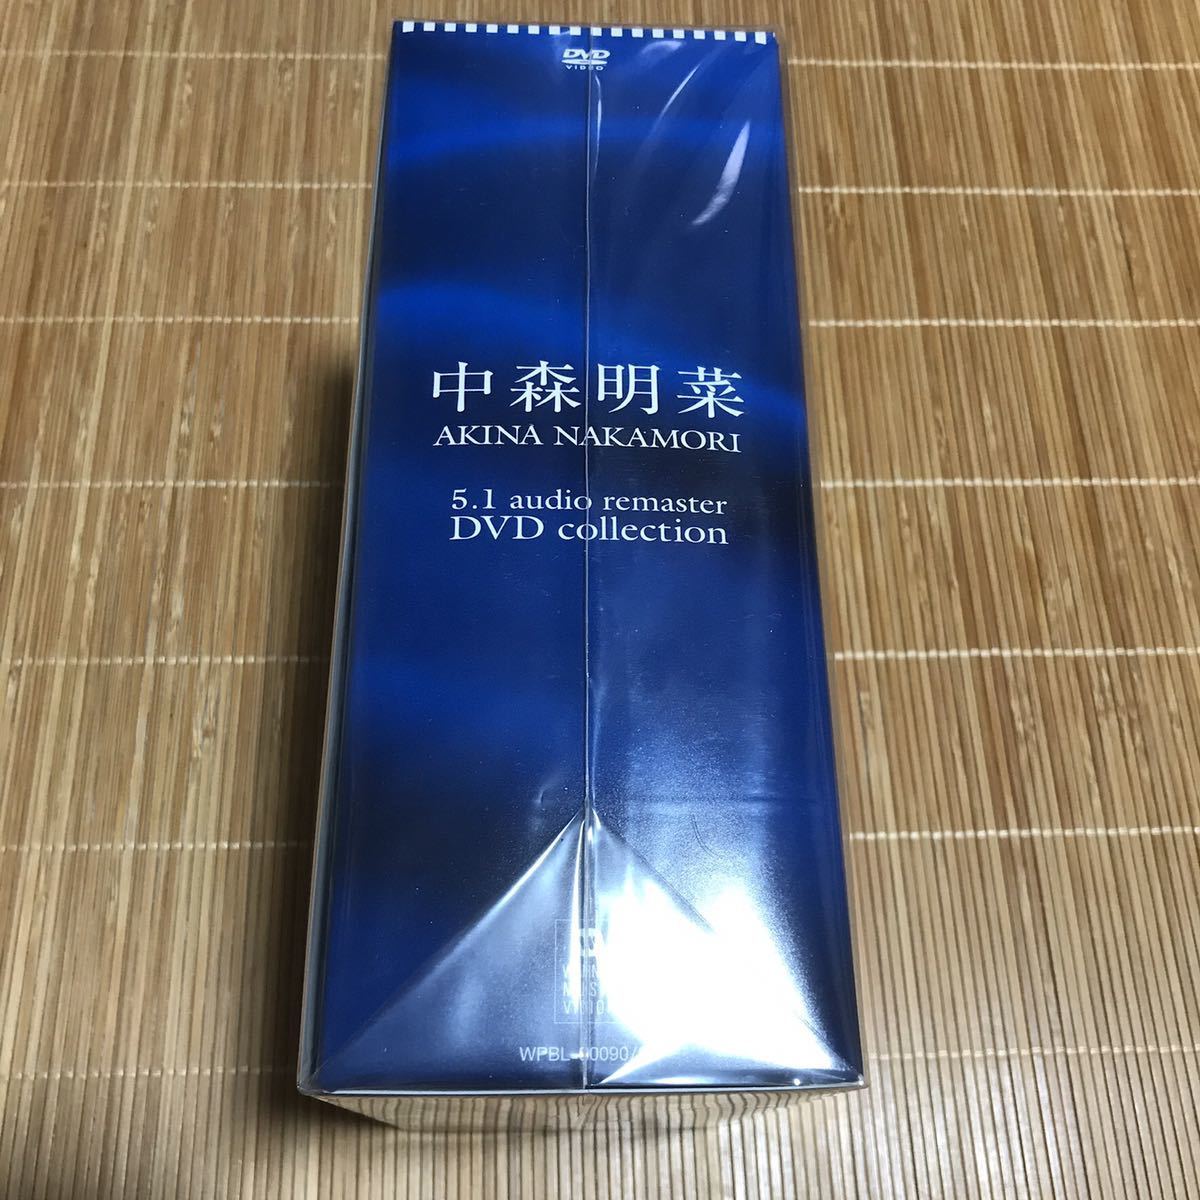 DVD
VIDEO
中森明菜
AKINA NAKAMORI
5.1 audio remaster
DVD collection